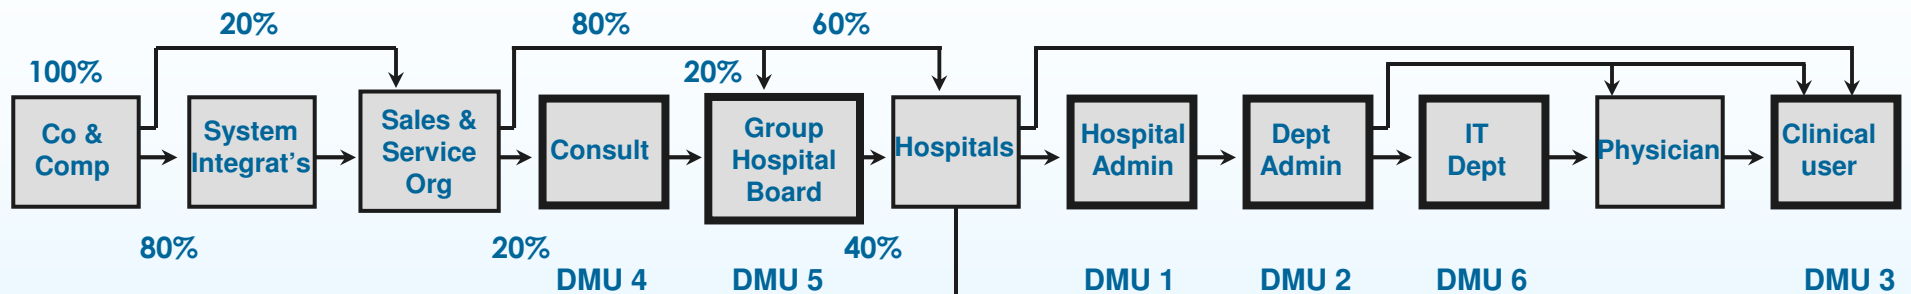 20%
80%
60%
100%
20%
Co &
Comp
System
Integrat's
Sales &
Service
Org
Consult
Group
Hospital
Board
Hospitals
Hospital
Admin
Dept
Admin
IT
Dept
Physician
Clinical
user
80%
20%
40%
DMU 4
DMU 5
DMU 1
DMU 2
DMU 6
DMU 3